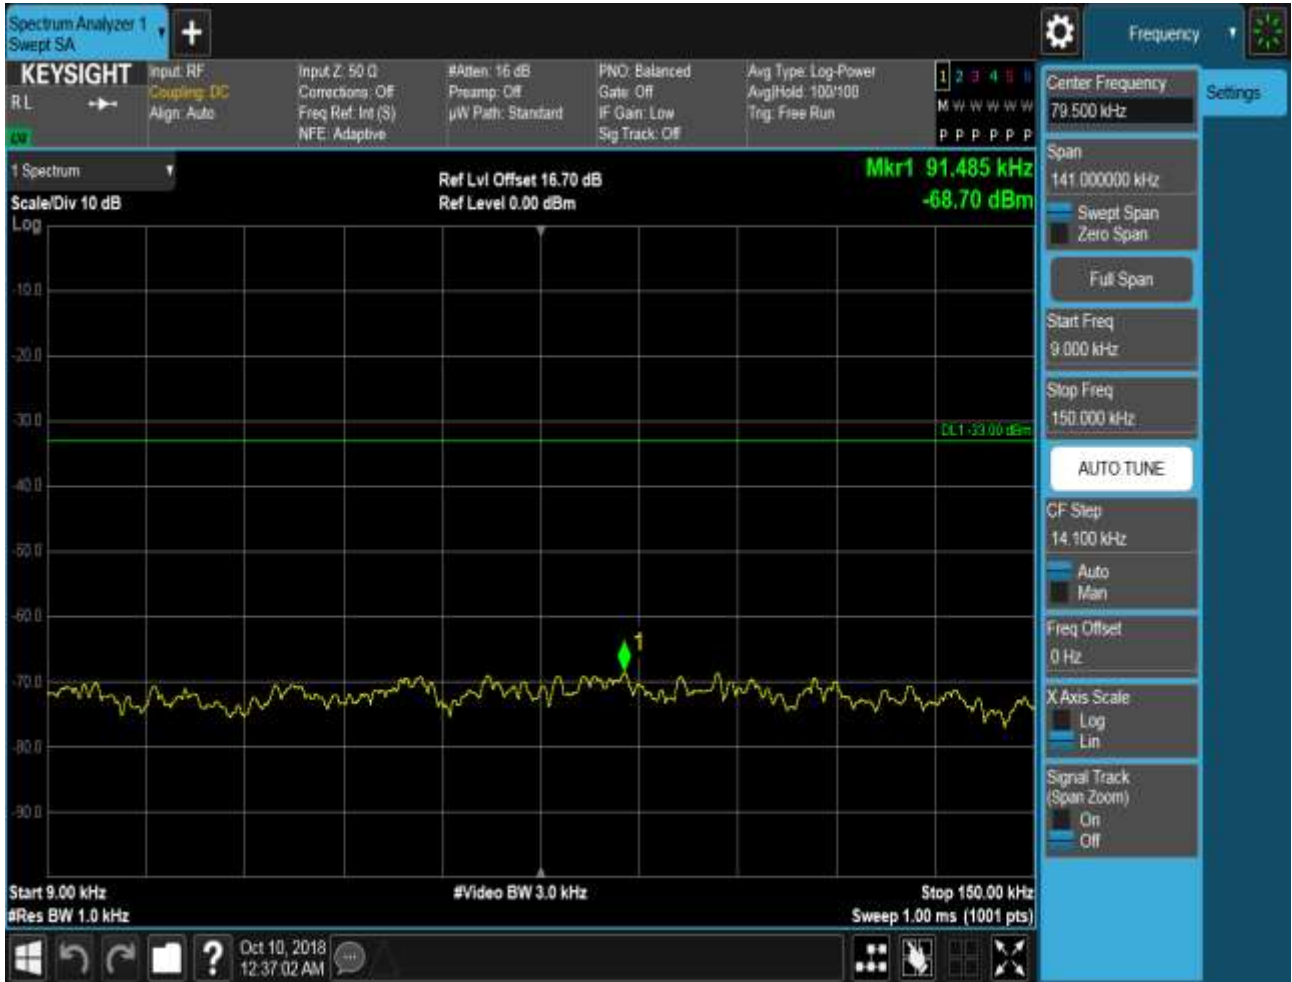 Spectrum Analyzer 1
Swept SA
Frequency
KEYSIGHT
R L
LW
Input: RF
Coupling: DC
Align: Auto
Input Z: 50 Ω
Corrections: Off
Freq Ref: Int (S)
NFE: Adaptive
#Atten: 16 dB
Preamp: Off
µW Path: Standard
PNO: Balanced
Gate: Off
IF Gain: Low
Sig Track: Off
Avg Type: Log-Power
Avg|Hold: 100/100
Trig: Free Run
1 2 3 4 5 6
M W W W W W
P P P P P P
1 Spectrum
Scale/Div 10 dB
Log
Ref Lvl Offset 16.70 dB
Ref Level 0.00 dBm
Mkr1 91.485 kHz
-68.70 dBm
-10.0
-20.0
-30.0
DL1 -33.00 dBm
-40.0
-50.0
-60.0
1
-70.0
-80.0
-90.0
Start 9.00 kHz
#Res BW 1.0 kHz
#Video BW 3.0 kHz
Stop 150.00 kHz
Sweep 1.00 ms (1001 pts)
?
Oct 10, 2018
12:37:02 AM
Settings
Center Frequency
79.500 kHz
Span
141.000000 kHz
Swept Span
Zero Span
Full Span
Start Freq
9.000 kHz
Stop Freq
150.000 kHz
AUTO TUNE
CF Step
14.100 kHz
Auto
Man
Freq Offset
0 Hz
X Axis Scale
Log
Lin
Signal Track
(Span Zoom)
On
Off